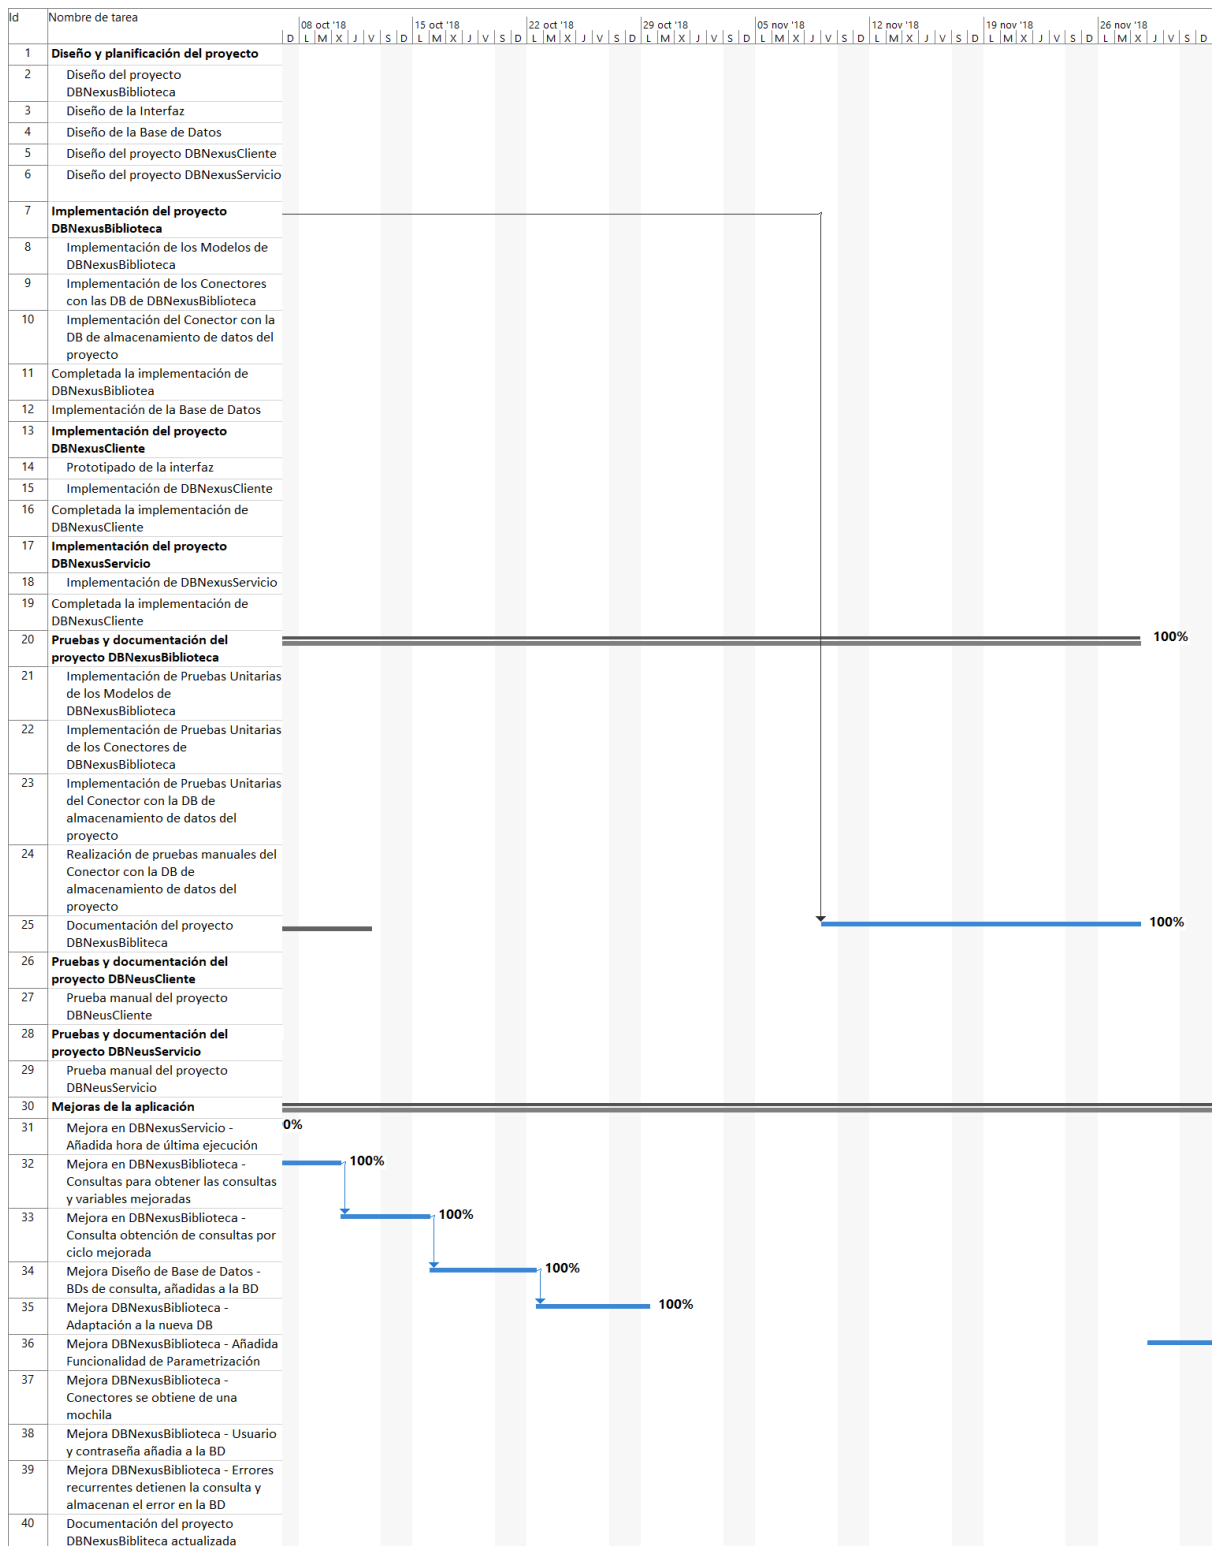 Id Nombre de tarea
08 oct '18 15 oct '18 22 oct '18 29 oct '18 05 nov '18 12 nov '18 19 nov '18 26 nov '18
D L M X J V S D L M X J V S D L M X J V S D L M X J V S D L M X J V S D L M X J V S D L M X J V S D L M X J V S D
1 Diseño y planificación del proyecto
2 Diseño del proyecto
DBNexusBiblioteca
3 Diseño de la Interfaz
4 Diseño de la Base de Datos
5 Diseño del proyecto DBNexusCliente
6 Diseño del proyecto DBNexusServicio
7 Implementación del proyecto
DBNexusBiblioteca
8 Implementación de los Modelos de
DBNexusBiblioteca
9 Implementación de los Conectores
con las DB de DBNexusBiblioteca
10 Implementación del Conector con la
DB de almacenamiento de datos del
proyecto
11 Completada la implementación de
DBNexusBibliotea
12 Implementación de la Base de Datos
13 Implementación del proyecto
DBNexusCliente
14 Prototipado de la interfaz
15 Implementación de DBNexusCliente
16 Completada la implementación de
DBNexusCliente
17 Implementación del proyecto
DBNexusServicio
18 Implementación de DBNexusServicio
19 Completada la implementación de
DBNexusCliente
20 Pruebas y documentación del 100%
proyecto DBNexusBiblioteca
21 Implementación de Pruebas Unitarias
de los Modelos de
DBNexusBiblioteca
22 Implementación de Pruebas Unitarias
de los Conectores de
DBNexusBiblioteca
23 Implementación de Pruebas Unitarias
del Conector con la DB de
almacenamiento de datos del
proyecto
24 Realización de pruebas manuales del
Conector con la DB de
almacenamiento de datos del
proyecto
25 Documentación del proyecto 100%
DBNexusBibliteca
26 Pruebas y documentación del
proyecto DBNeusCliente
27 Prueba manual del proyecto
DBNeusCliente
28 Pruebas y documentación del
proyecto DBNeusServicio
29 Prueba manual del proyecto
DBNeusServicio
30 Mejoras de la aplicación
31 Mejora en DBNexusServicio - 0%
Añadida hora de última ejecución
32 Mejora en DBNexusBiblioteca - 100%
Consultas para obtener las consultas
y variables mejoradas
33 Mejora en DBNexusBiblioteca - 100%
Consulta obtención de consultas por
ciclo mejorada
34 Mejora Diseño de Base de Datos - 100%
BDs de consulta, añadidas a la BD
35 Mejora DBNexusBiblioteca - 100%
Adaptación a la nueva DB
36 Mejora DBNexusBiblioteca - Añadida
Funcionalidad de Parametrización
37 Mejora DBNexusBiblioteca -
Conectores se obtiene de una
mochila
38 Mejora DBNexusBiblioteca - Usuario
y contraseña añadia a la BD
39 Mejora DBNexusBiblioteca - Errores
recurrentes detienen la consulta y
almacenan el error en la BD
40 Documentación del proyecto
DBNexusBibliteca actualizada